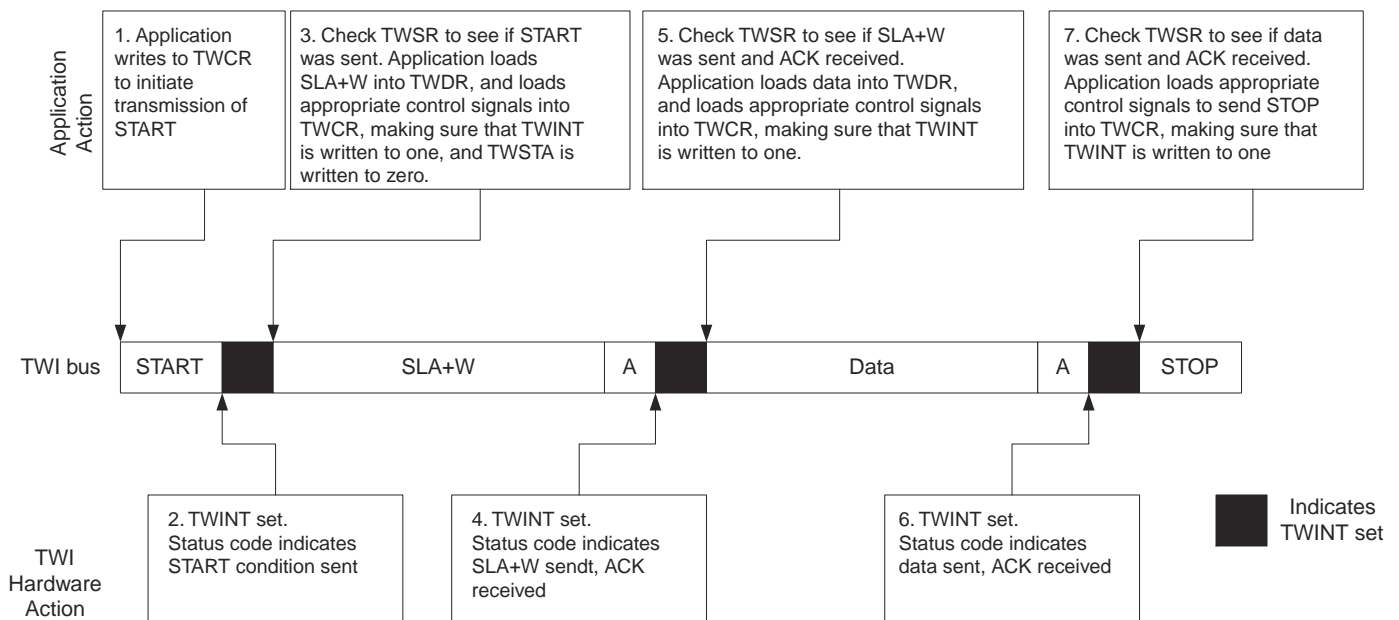 Application
Action
1. Application
writes to TWCR
to initiate
transmission of
START
3. Check TWSR to see if START
was sent. Application loads
SLA+W into TWDR, and loads
appropriate control signals into
TWCR, making sure that TWINT
is written to one, and TWSTA is
written to zero.
5. Check TWSR to see if SLA+W
was sent and ACK received.
Application loads data into TWDR,
and loads appropriate control signals
into TWCR, making sure that TWINT
is written to one.
7. Check TWSR to see if data
was sent and ACK received.
Application loads appropriate
control signals to send STOP
into TWCR, making sure that
TWINT is written to one
TWI bus
START
SLA+W
A
Data
A
STOP
TWI
Hardware
Action
2. TWINT set.
Status code indicates
START condition sent
4. TWINT set.
Status code indicates
SLA+W sendt, ACK
received
6. TWINT set.
Status code indicates
data sent, ACK received
Indicates
TWINT set